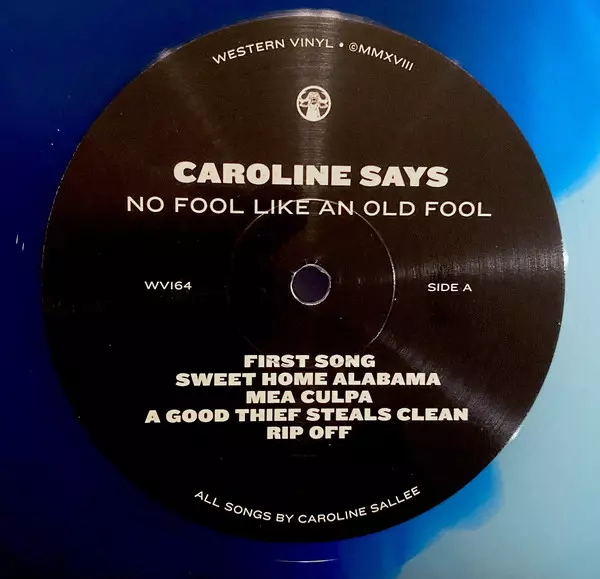 WESTERN VINYL • ©MMXVIII
CAROLINE SAYS
NO FOOL LIKE AN OLD FOOL
WV164
SIDE A
FIRST SONG
SWEET HOME ALABAMA
MEA CULPA
A GOOD THIEF STEALS CLEAN
RIP OFF
ALL SONGS BY CAROLINE SALLEE